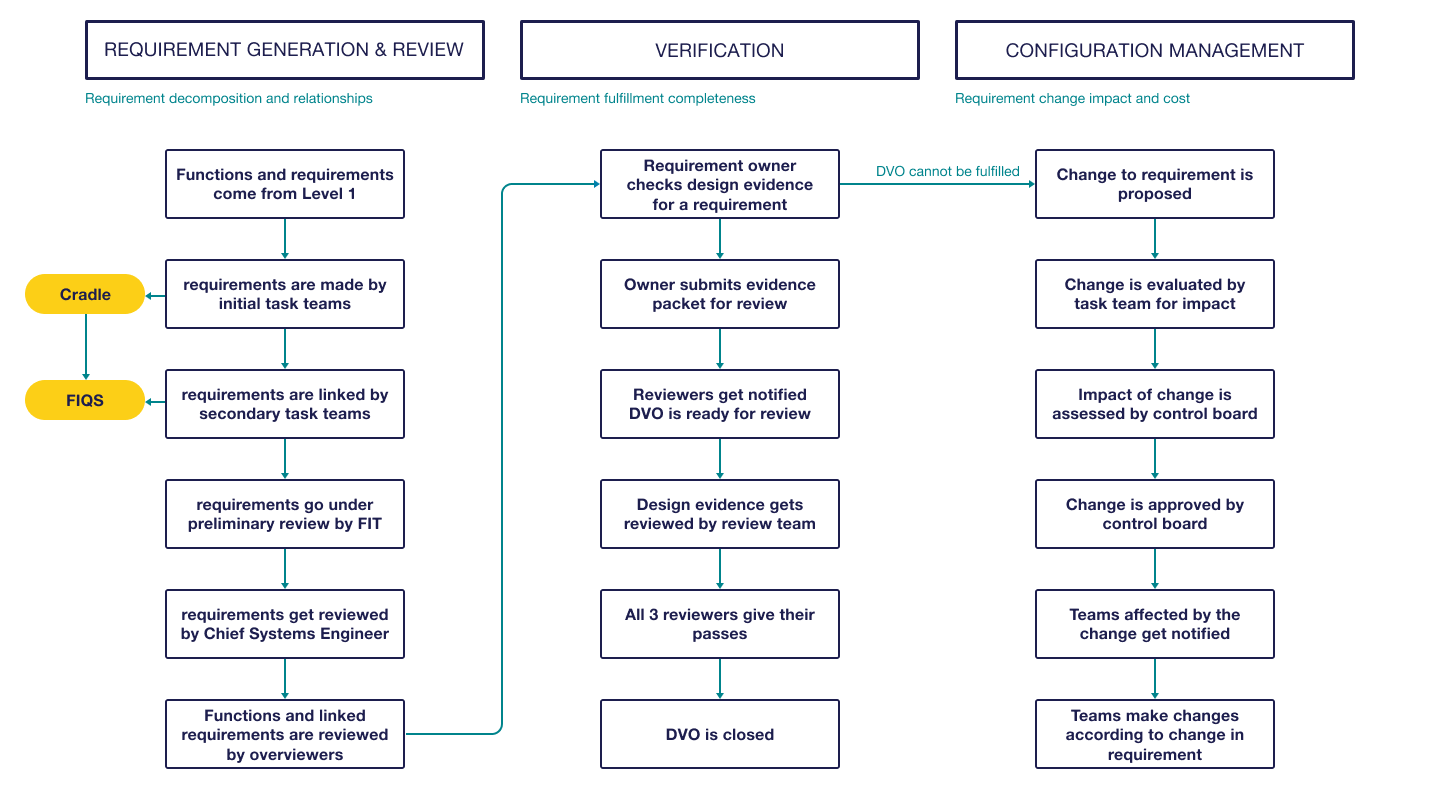 REQUIREMENT GENERATION & REVIEW
Requirement decomposition and relationships
Functions and requirements
come from Level 1
requirements are made by
initial task teams
Cradle
requirements are linked by
secondary task teams
FIQS
requirements go under
preliminary review by FIT
requirements get reviewed
by Chief Systems Engineer
Functions and linked
requirements are reviewed
by overviewers
VERIFICATION
Requirement fulfillment completeness
Requirement owner
checks design evidence
for a requirement
DVO cannot be fulfilled
Owner submits evidence
packet for review
Reviewers get notified
DVO is ready for review
Design evidence gets
reviewed by review team
All 3 reviewers give their
passes
DVO is closed
CONFIGURATION MANAGEMENT
Requirement change impact and cost
Change to requirement is
proposed
Change is evaluated by
task team for impact
Impact of change is
assessed by control board
Change is approved by
control board
Teams affected by the
change get notified
Teams make changes
according to change in
requirement